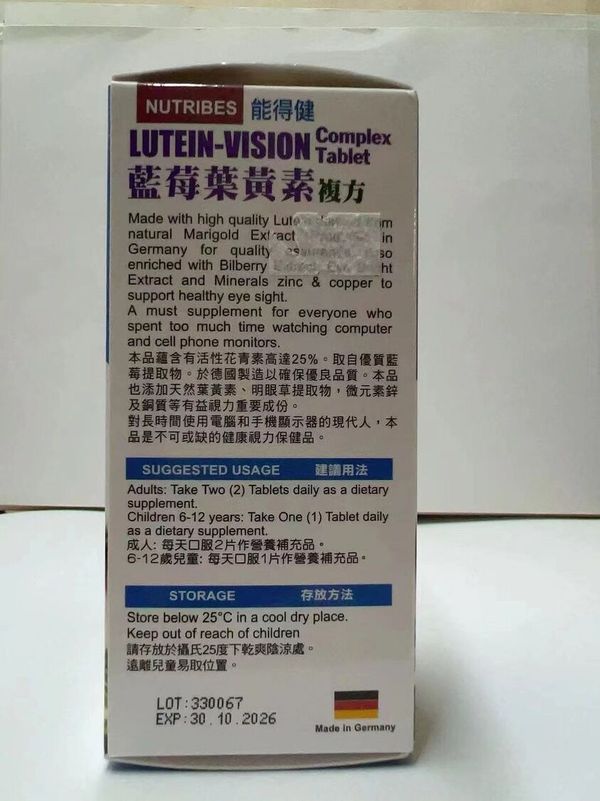 NUTRIBES 能得健
LUTEIN-VISION Complex Tablet
藍莓葉黃素複方
Made with high quality
natural Marigold Extract in
Germany for quality
enriched with Bilberry
Extract and Minerals zinc & copper to
support healthy eye sight.
A must supplement for everyone who
spent too much time watching computer
and cell phone monitors.
本品蘊含有活性花青素高達25%。取自優質藍
莓提取物。於德國製造以確保優良品質。本品
也添加天然葉黃素、明眼草提取物，微元素鋅
及銅質等有益視力重要成份。
對長時間使用電腦和手機顯示器的現代人，本
品是不可或缺的健康視力保健品。
SUGGESTED USAGE 建議用法
Adults: Take Two (2) Tablets daily as a dietary
supplement.
Children 6-12 years: Take One (1) Tablet daily
as a dietary supplement.
成人: 每天口服2片作營養補充品。
6-12歲兒童: 每天口服1片作營養補充品。
STORAGE 存放方法
Store below 25°C in a cool dry place.
Keep out of reach of children
請存放於攝氏25度下乾爽陰涼處。
遠離兒童易取位置。
LOT:330067
EXP:30.10.2026
Made in Germany